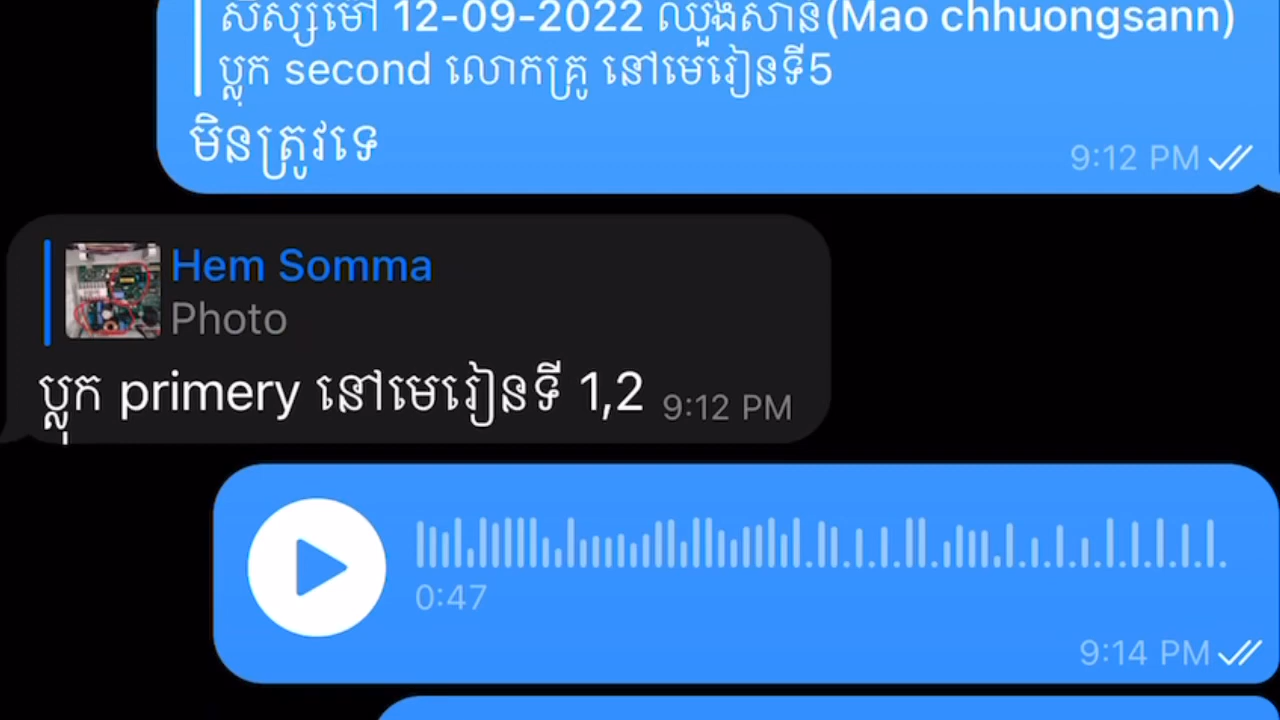 សិស្សមៅ 12-09-2022 ឈួងសាន(Mao chhuongsann)
ប្លុក second លោកគ្រូ នៅមេរៀនទី5
មិនត្រូវទេ
9:12 PM
Hem Somma
Photo
ប្លុក primery នៅមេរៀនទី 1,2
9:12 PM
0:47
9:14 PM